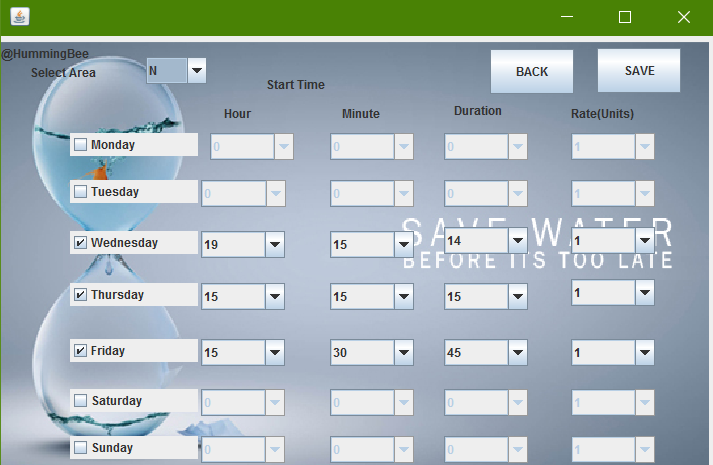 @HummingBee
Select Area N BACK SAVE
Start Time
Hour Minute Duration Rate(Units)
Monday 0 0 0 1
Tuesday 0 0 0 1
SAVE WATER
Wednesday 19 15 14 1
BEFORE ITS TOO LATE
Thursday 15 15 15 1
Friday 15 30 45 1
Saturday 0 0 0 1
Sunday 0 0 0 1